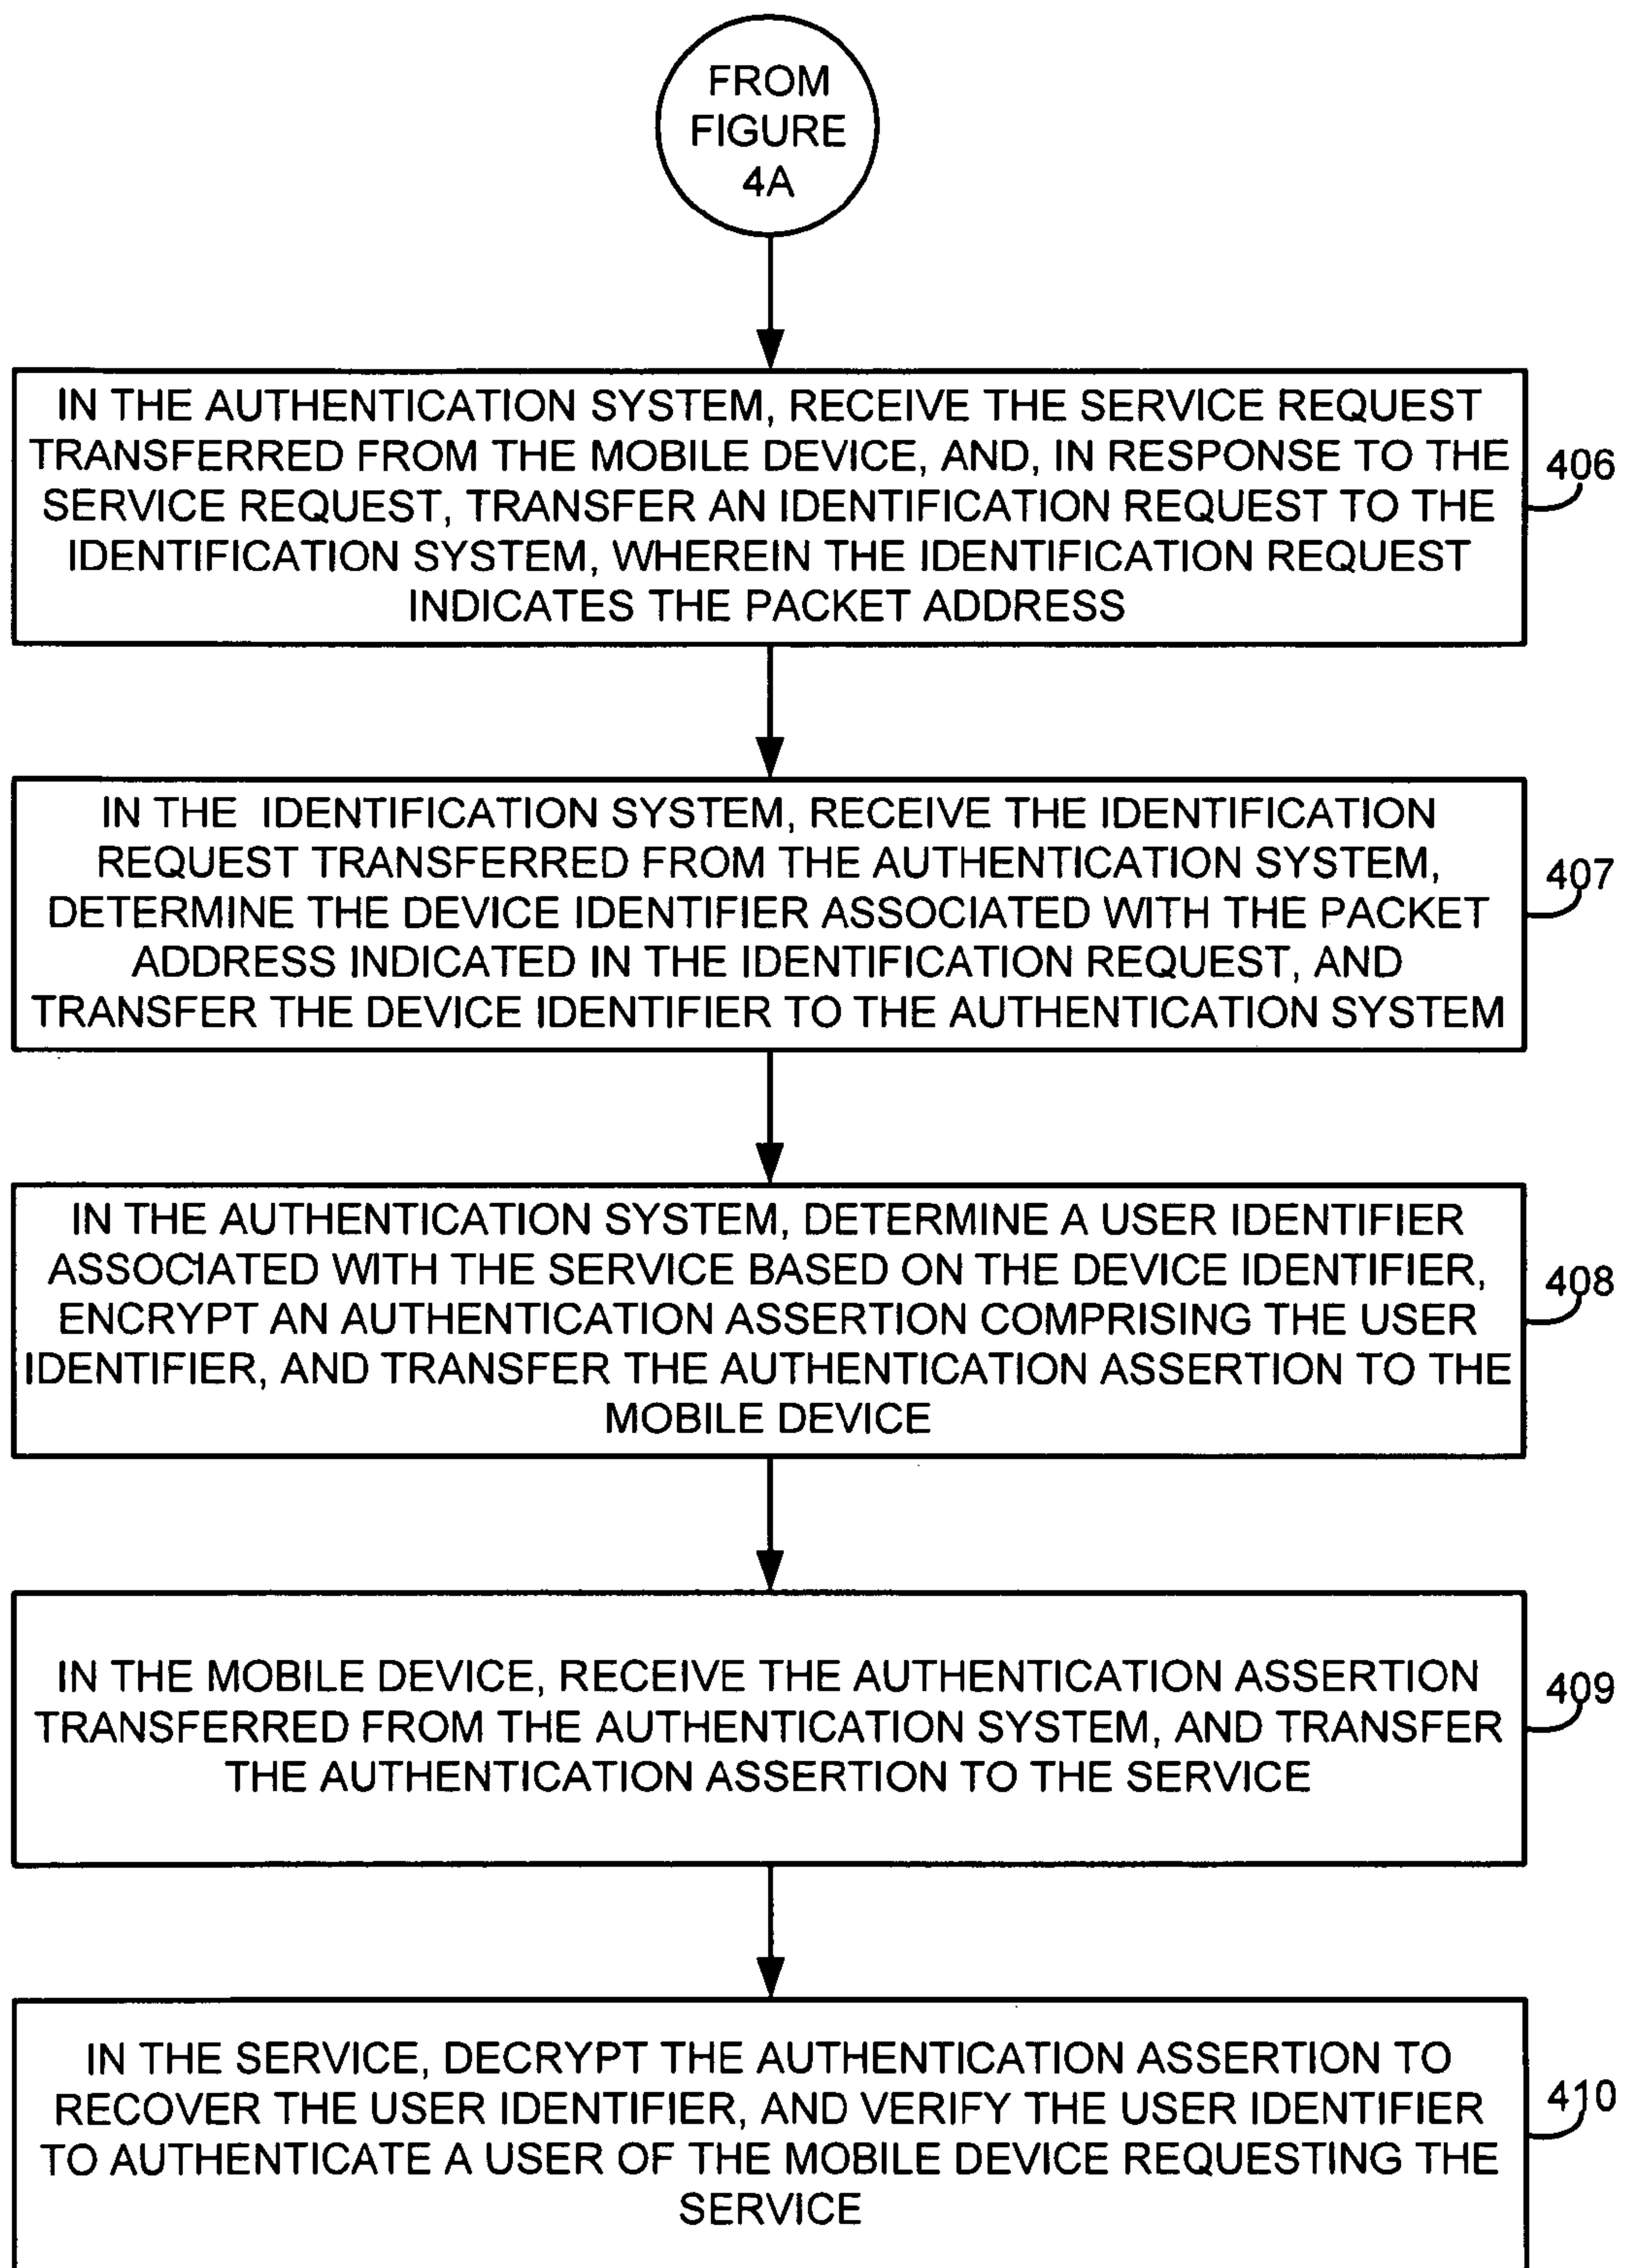 FROM
FIGURE
4A
IN THE AUTHENTICATION SYSTEM, RECEIVE THE SERVICE REQUEST
TRANSFERRED FROM THE MOBILE DEVICE, AND, IN RESPONSE TO THE
SERVICE REQUEST, TRANSFER AN IDENTIFICATION REQUEST TO THE
IDENTIFICATION SYSTEM, WHEREIN THE IDENTIFICATION REQUEST
INDICATES THE PACKET ADDRESS
406
IN THE IDENTIFICATION SYSTEM, RECEIVE THE IDENTIFICATION
REQUEST TRANSFERRED FROM THE AUTHENTICATION SYSTEM,
DETERMINE THE DEVICE IDENTIFIER ASSOCIATED WITH THE PACKET
ADDRESS INDICATED IN THE IDENTIFICATION REQUEST, AND
TRANSFER THE DEVICE IDENTIFIER TO THE AUTHENTICATION SYSTEM
407
IN THE AUTHENTICATION SYSTEM, DETERMINE A USER IDENTIFIER
ASSOCIATED WITH THE SERVICE BASED ON THE DEVICE IDENTIFIER,
ENCRYPT AN AUTHENTICATION ASSERTION COMPRISING THE USER
IDENTIFIER, AND TRANSFER THE AUTHENTICATION ASSERTION TO THE
MOBILE DEVICE
408
IN THE MOBILE DEVICE, RECEIVE THE AUTHENTICATION ASSERTION
TRANSFERRED FROM THE AUTHENTICATION SYSTEM, AND TRANSFER
THE AUTHENTICATION ASSERTION TO THE SERVICE
409
IN THE SERVICE, DECRYPT THE AUTHENTICATION ASSERTION TO
RECOVER THE USER IDENTIFIER, AND VERIFY THE USER IDENTIFIER
TO AUTHENTICATE A USER OF THE MOBILE DEVICE REQUESTING THE
SERVICE
410